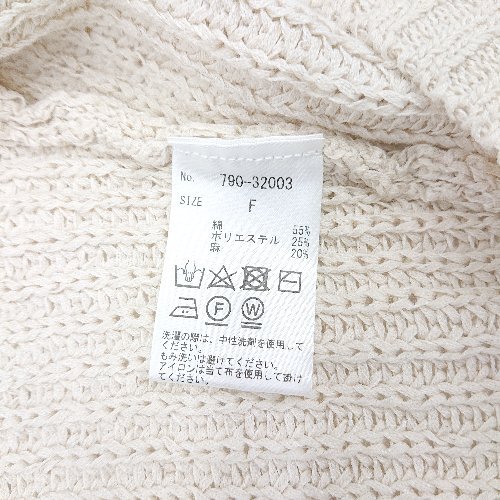 No. 790-32003
SIZE F
綿 55%
ポリエステル 25%
麻 20%
F W
洗濯の際は、中性洗剤を使用して
ください。
もみ洗いは避けてください。
アイロンは当て布を使用して掛け
てください。